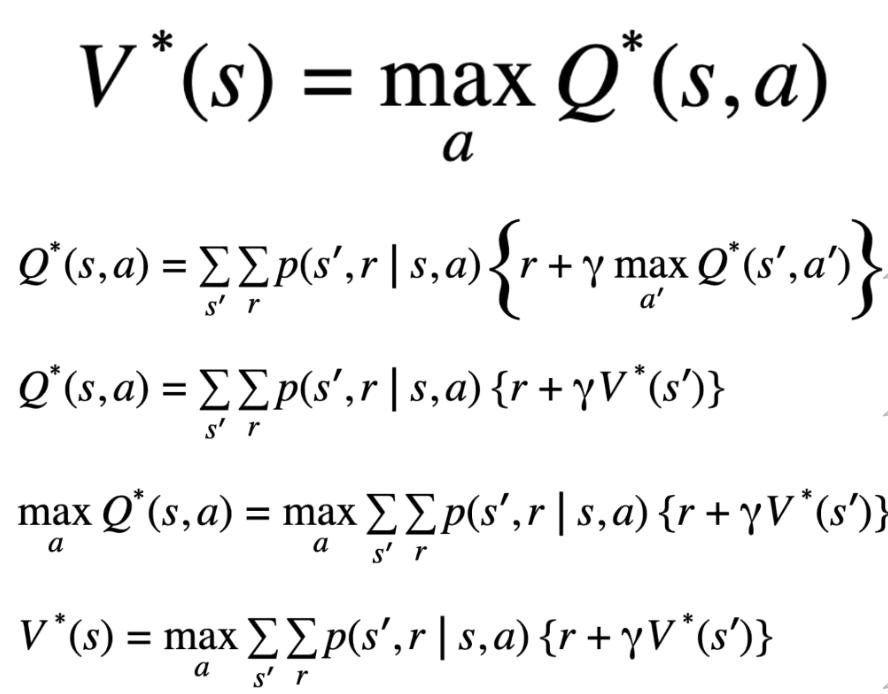 V*(s) = max_a Q*(s,a)
Q*(s,a) = ∑_{s′} ∑_r p(s′,r | s,a) {r + γ max_{a′} Q*(s′,a′)}
Q*(s,a) = ∑_{s′} ∑_r p(s′,r | s,a) {r + γV*(s′)}
max_a Q*(s,a) = max_a ∑_{s′} ∑_r p(s′,r | s,a) {r + γV*(s′)}
V*(s) = max_a ∑_{s′} ∑_r p(s′,r | s,a) {r + γV*(s′)}